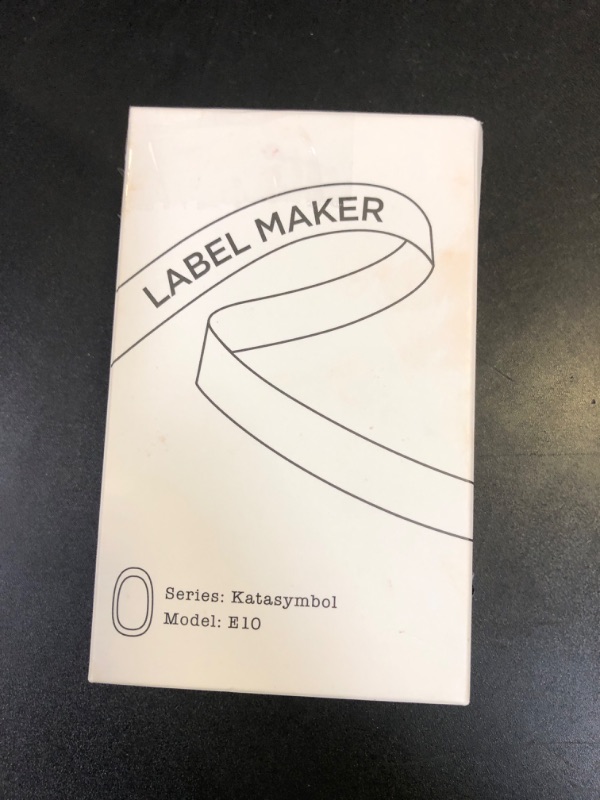 LABEL MAKER
Series: Katasymbol
Model: E10